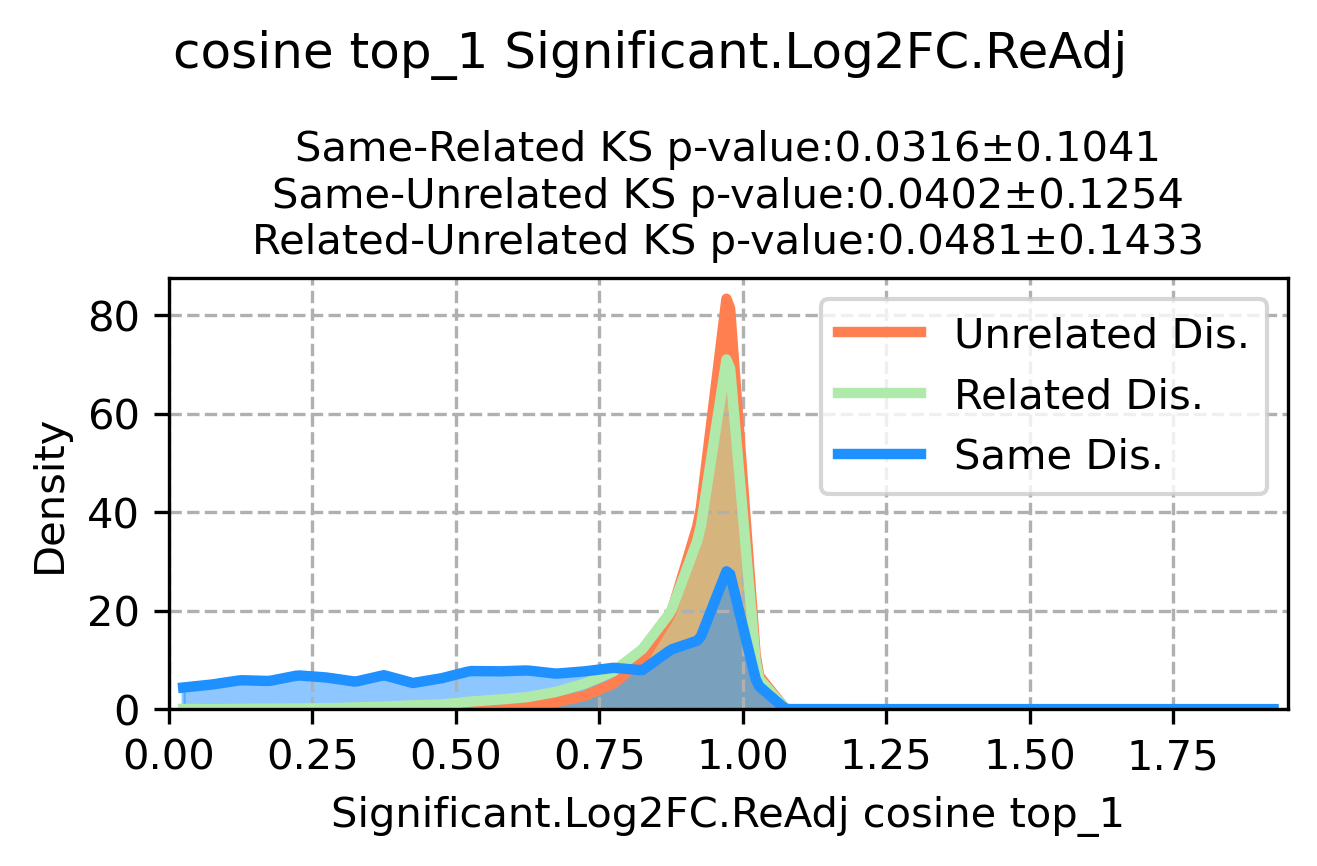 cosine top_1 Significant.Log2FC.ReAdj
Same-Related KS p-value:0.0316±0.1041
Same-Unrelated KS p-value:0.0402±0.1254
Related-Unrelated KS p-value:0.0481±0.1433
80
60
40
20
0
Density
Unrelated Dis.
Related Dis.
Same Dis.
0.00 0.25 0.50 0.75 1.00 1.25 1.50 1.75
Significant.Log2FC.ReAdj cosine top_1